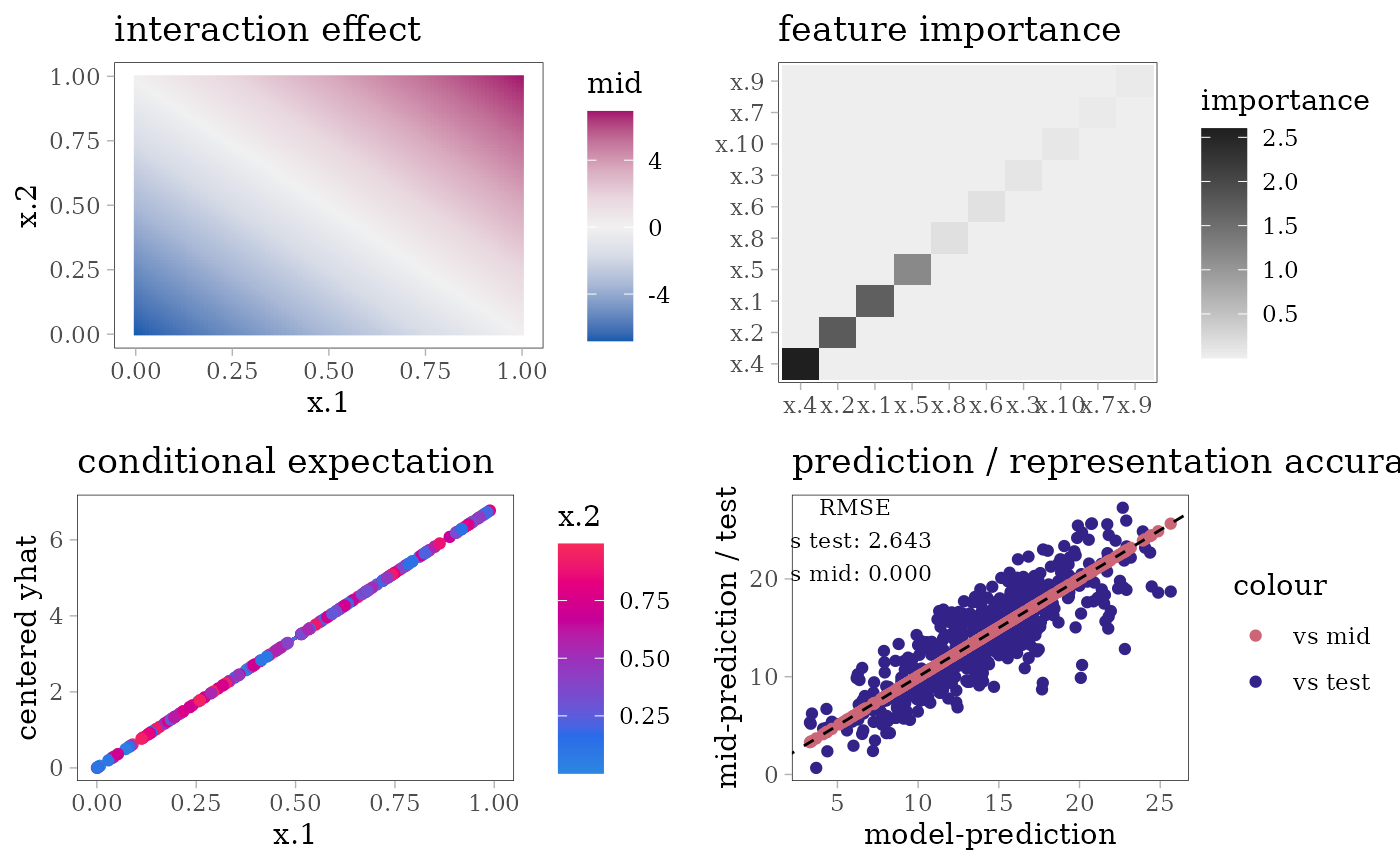 interaction effect
mid
1.00
0.75
0.50
0.25
0.00
x.2
4
0
-4
0.00 0.25 0.50 0.75 1.00
x.1
feature importance
importance
x.9
x.7
x.10
x.3
x.6
x.8
x.5
x.1
x.2
x.4
2.5
2.0
1.5
1.0
0.5
x.4 x.2 x.1 x.5 x.8 x.6 x.3 x.10 x.7 x.9
conditional expectation
x.2
centered yhat
6
4
2
0
0.75
0.50
0.25
0.00 0.25 0.50 0.75 1.00
x.1
prediction / representation accura
mid-prediction / test
RMSE
s test: 2.643
s mid: 0.000
20
10
0
5 10 15 20 25
model-prediction
colour
vs mid
vs test